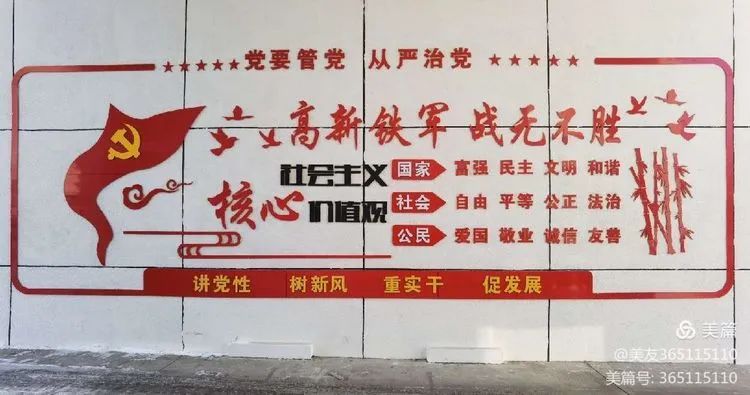 ★★★★★ 党要管党 从严治党 ★★★★★
高新铁军 战无不胜
社会主义
核心价值观
国家 富强 民主 文明 和谐
社会 自由 平等 公正 法治
公民 爱国 敬业 诚信 友善
讲党性 树新风 重实干 促发展
美篇
@美友365115110
美篇号: 365115110